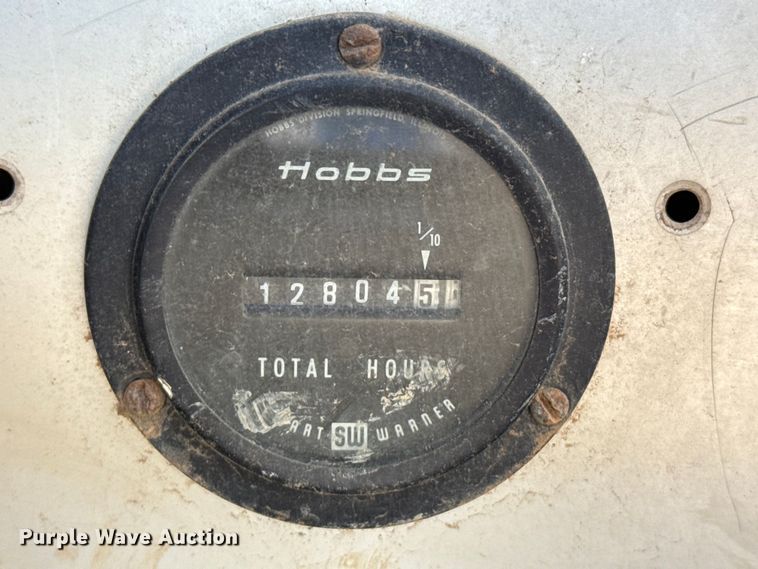 HOBBS DIVISION SPRINGFIELD
Hobbs
1/10
128045
TOTAL HOURS
SW WARNER
Purple Wave Auction